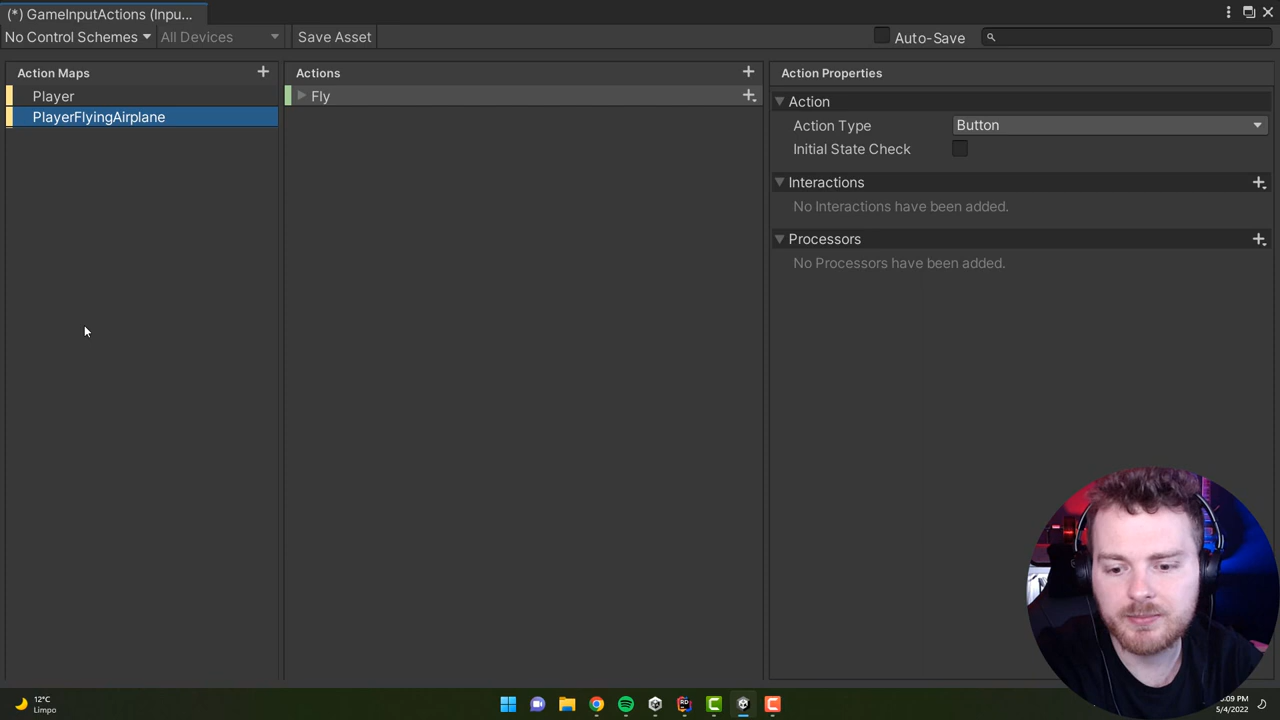 (*) GameInputActions (Inpu...
No Control Schemes
All Devices
Save Asset
Auto-Save
Action Maps
Player
PlayerFlyingAirplane
Actions
Fly
Action Properties
Action
Action Type
Button
Initial State Check
Interactions
No Interactions have been added.
Processors
No Processors have been added.
12°C
Limpo
:09 PM
5/4/2022